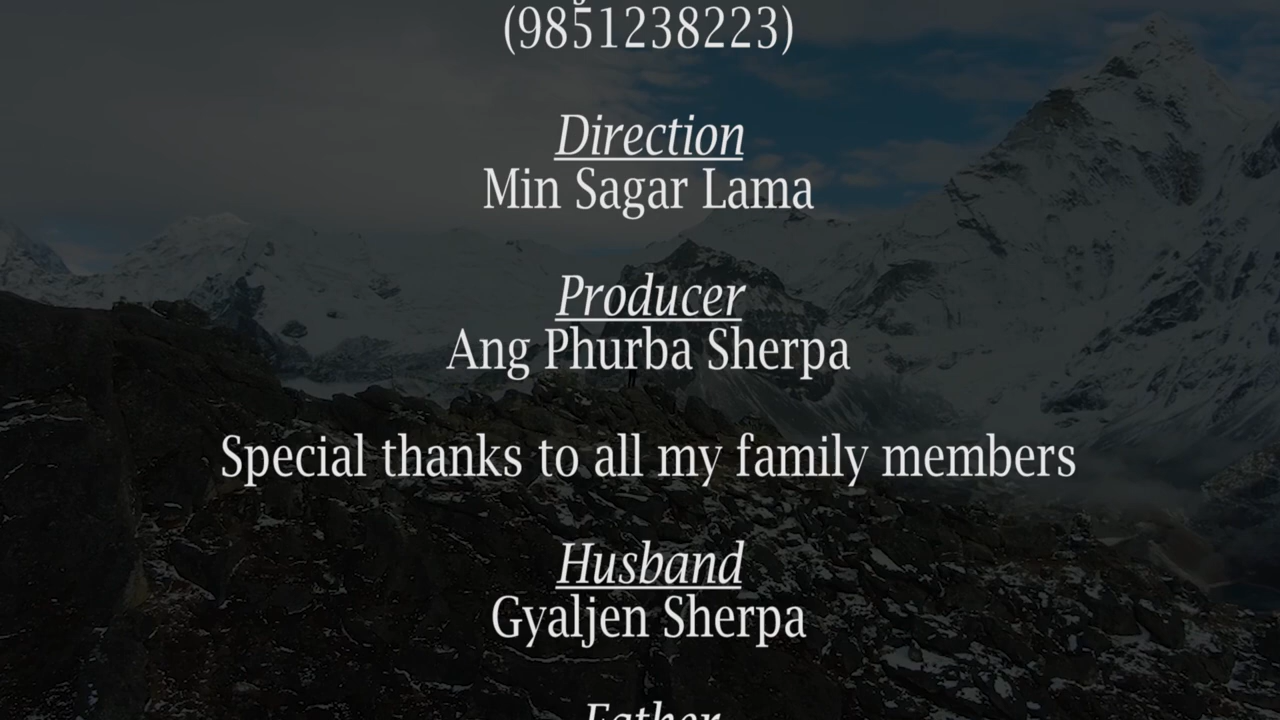 (9851238223)
Direction
Min Sagar Lama
Producer
Ang Phurba Sherpa
Special thanks to all my family members
Husband
Gyaljen Sherpa
Father